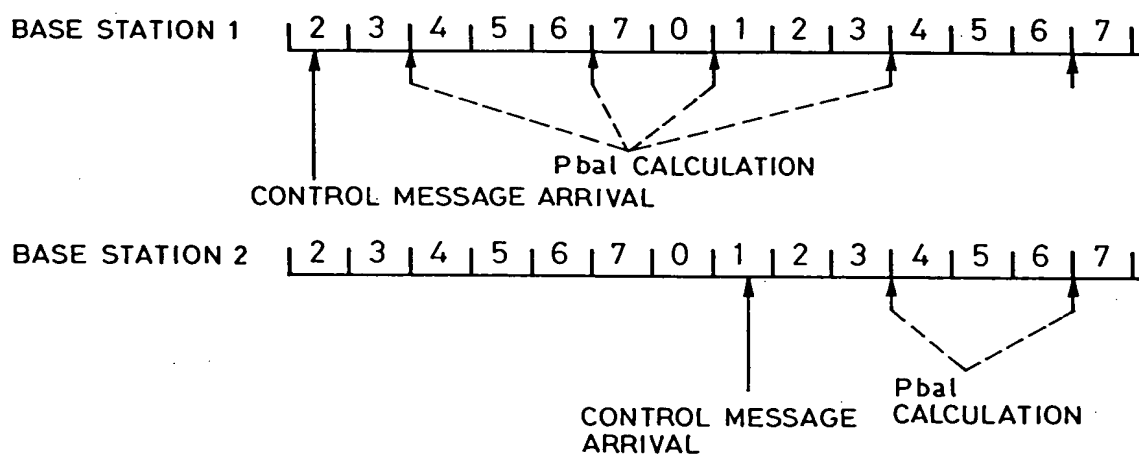 BASE STATION 1 2 3 4 5 6 7 0 1 2 3 4 5 6 7
Pbal CALCULATION
CONTROL MESSAGE ARRIVAL
BASE STATION 2 2 3 4 5 6 7 0 1 2 3 4 5 6 7
Pbal
CALCULATION
CONTROL MESSAGE
ARRIVAL